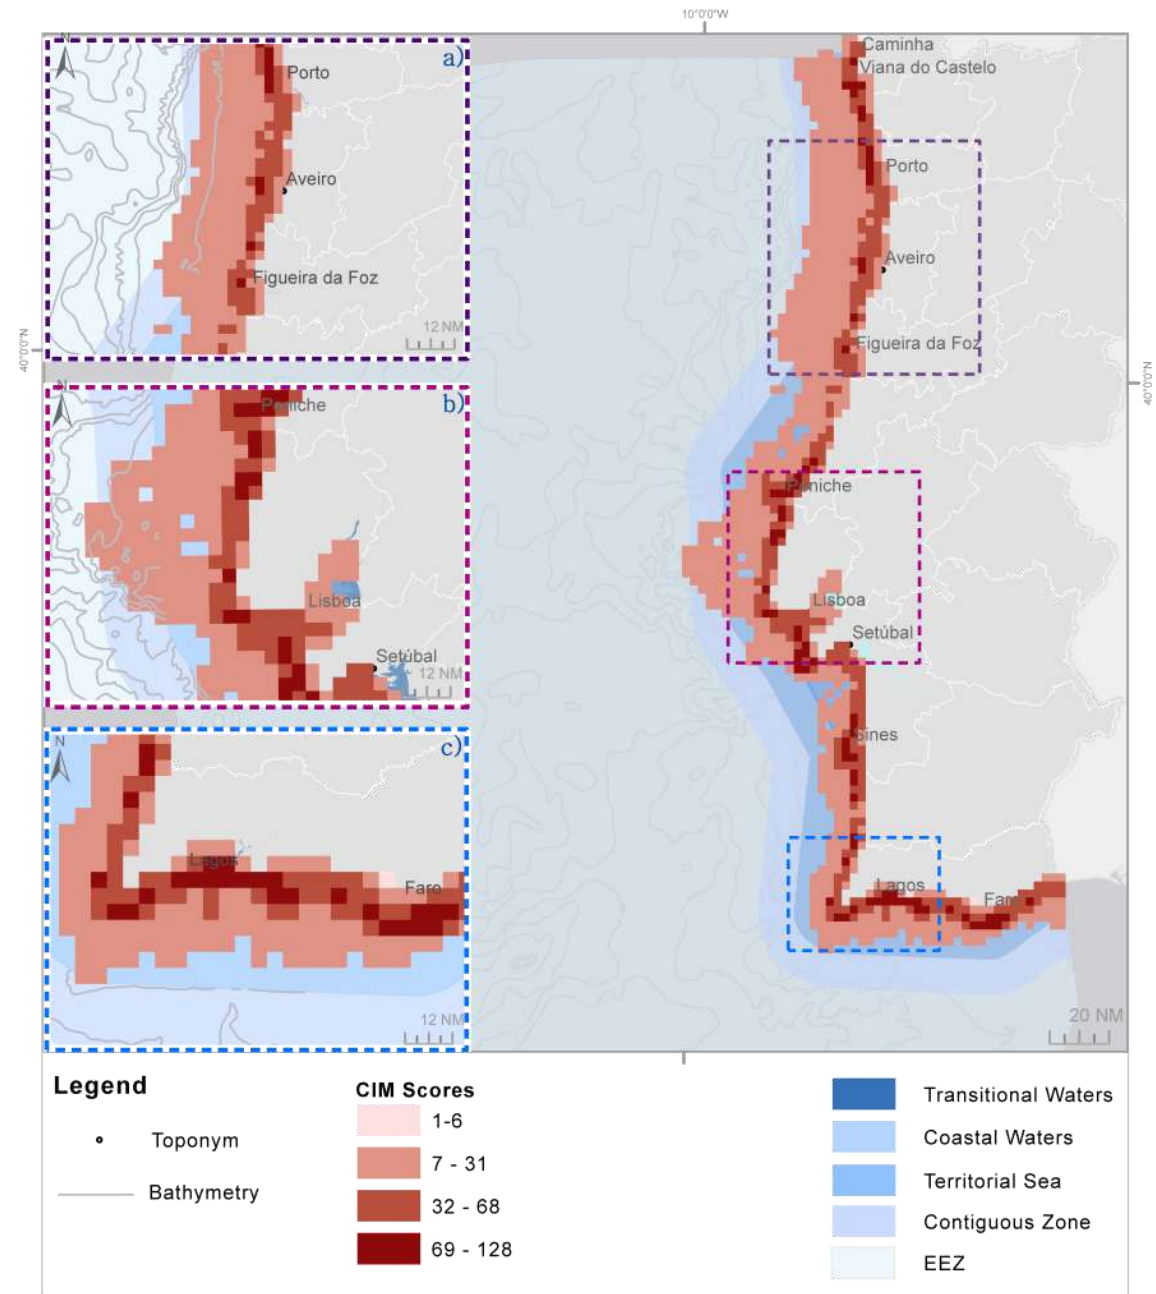 10°0'0"W
N
a)
Porto
Aveiro
Figueira da Foz
12 NM
40°0'0"N
N
b)
Peniche
Lisboa
Setúbal
12 NM
N
c)
Lagos
Faro
12 NM
Caminha
Viana do Castelo
Porto
Aveiro
Figueira da Foz
40°0'0"N
Peniche
Lisboa
Setúbal
Sines
Lagos
Faro
20 NM
Legend
Toponym
Bathymetry
CIM Scores
1-6
7 - 31
32 - 68
69 - 128
Transitional Waters
Coastal Waters
Territorial Sea
Contiguous Zone
EEZ